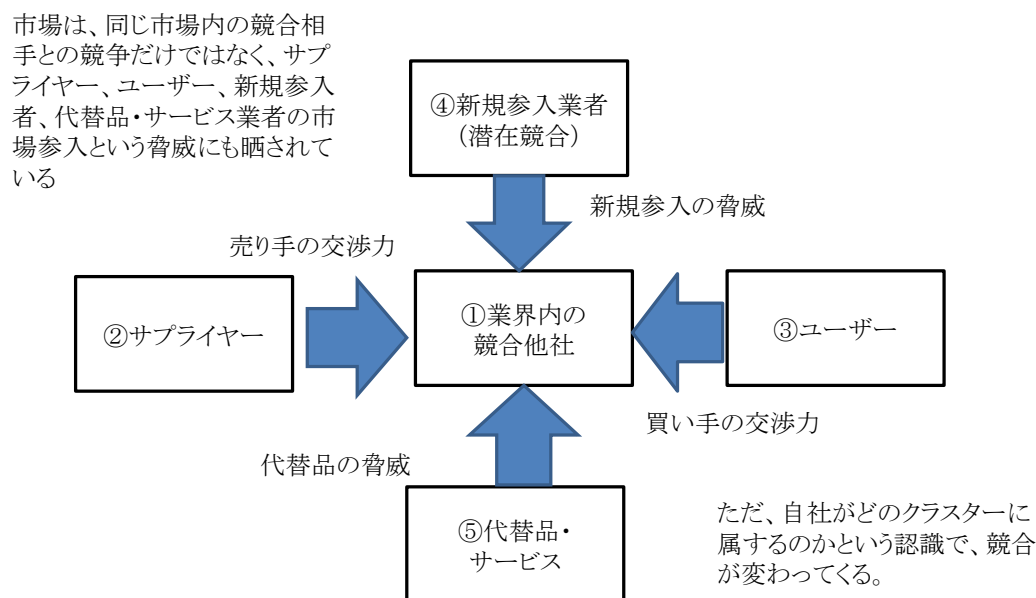 市場は、同じ市場内の競合相
手との競争だけではなく、サプ
ライヤー、ユーザー、新規参入
者、代替品・サービス業者の市
場参入という脅威にも晒されて
いる
④新規参入業者
（潜在競合）
新規参入の脅威
売り手の交渉力
②サプライヤー
①業界内の
競合他社
③ユーザー
買い手の交渉力
代替品の脅威
⑤代替品・
サービス
ただ、自社がどのクラスターに
属するのかという認識で、競合
が変わってくる。